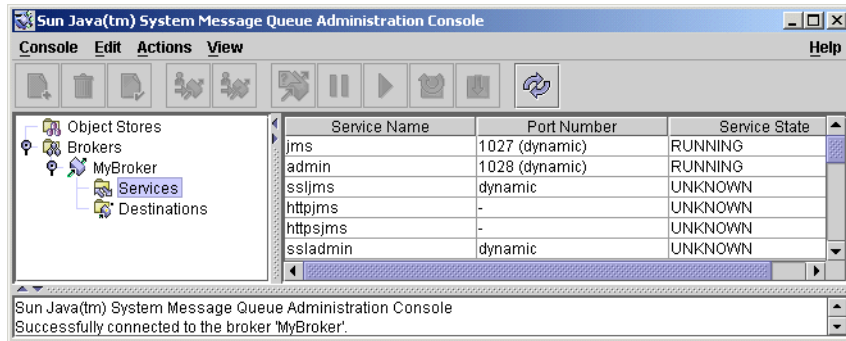 Sun Java(tm) System Message Queue Administration Console
Console Edit Actions View Help
Object Stores
Brokers
MyBroker
Services
Destinations
Service Name Port Number Service State
jms 1027 (dynamic) RUNNING
admin 1028 (dynamic) RUNNING
ssljms dynamic UNKNOWN
httpjms - UNKNOWN
httpsjms - UNKNOWN
ssladmin dynamic UNKNOWN
Sun Java(tm) System Message Queue Administration Console
Successfully connected to the broker 'MyBroker'.